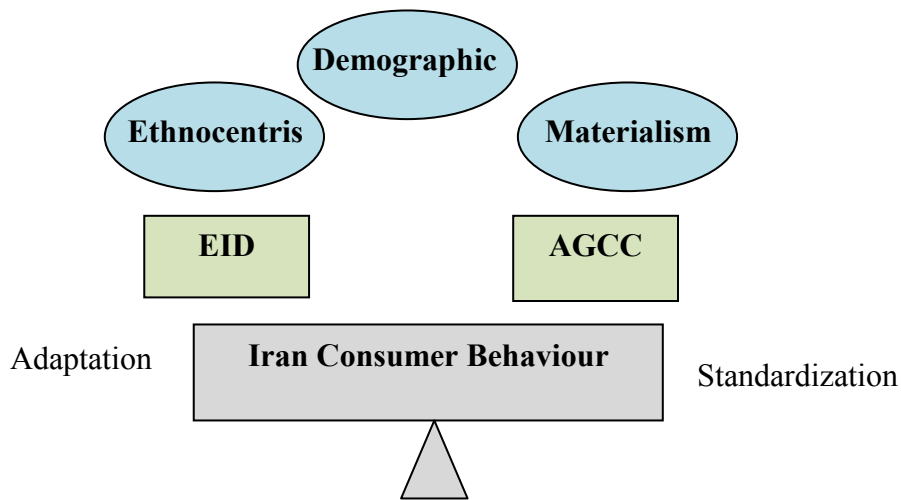 Demographic
Ethnocentris
Materialism
EID
AGCC
Adaptation
Iran Consumer Behaviour
Standardization